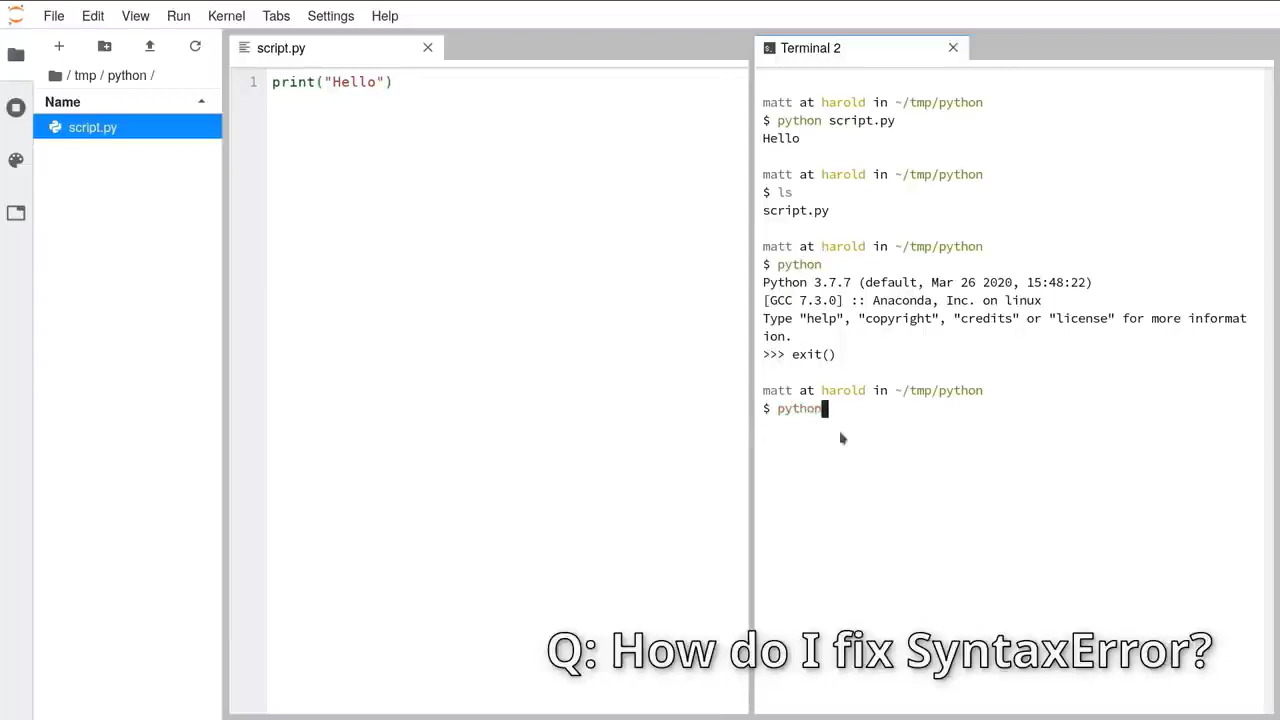 File Edit View Run Kernel Tabs Settings Help
/ tmp / python /
Name
script.py
script.py
1 print("Hello")
Terminal 2
matt at harold in ~/tmp/python
$ python script.py
Hello
matt at harold in ~/tmp/python
$ ls
script.py
matt at harold in ~/tmp/python
$ python
Python 3.7.7 (default, Mar 26 2020, 15:48:22)
[GCC 7.3.0] :: Anaconda, Inc. on linux
Type "help", "copyright", "credits" or "license" for more informat
ion.
>>> exit()
matt at harold in ~/tmp/python
$ python
Q: How do I fix SyntaxError?